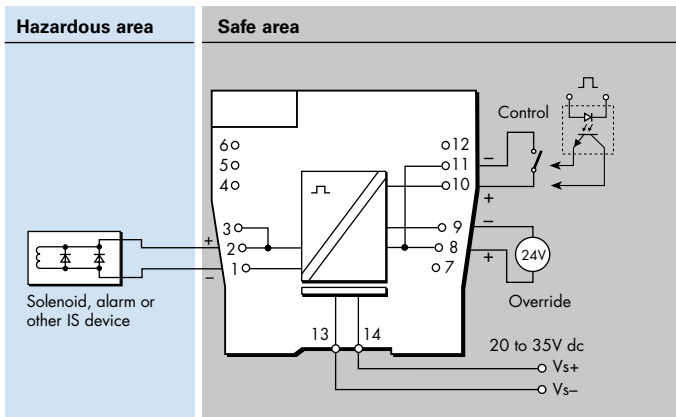 Hazardous area
Safe area
Control
6
5
4
3
2
1
+
–
12
11
10
9
8
7
–
+
–
+
24V
Override
Solenoid, alarm or
other IS device
13
14
20 to 35V dc
Vs+
Vs–